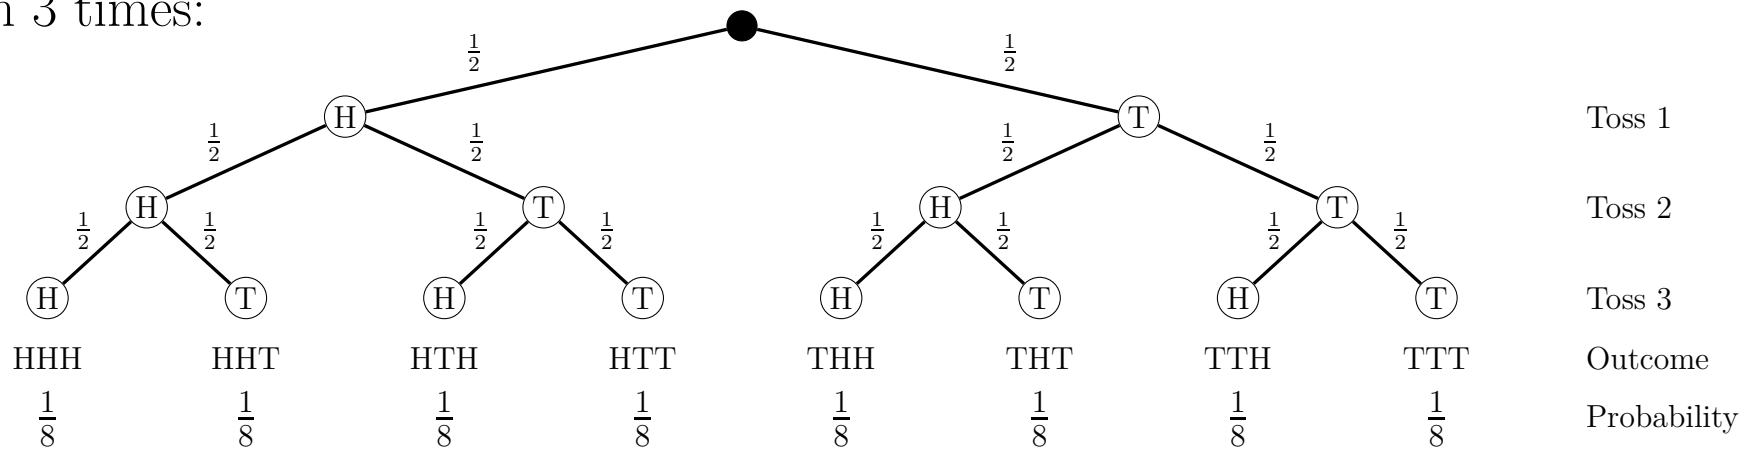 n 3 times:
1/2 1/2
H T Toss 1
1/2 1/2 1/2 1/2
H T H T Toss 2
1/2 1/2 1/2 1/2 1/2 1/2 1/2 1/2
H T H T H T H T Toss 3
HHH HHT HTH HTT THH THT TTH TTT Outcome
1/8 1/8 1/8 1/8 1/8 1/8 1/8 1/8 Probability